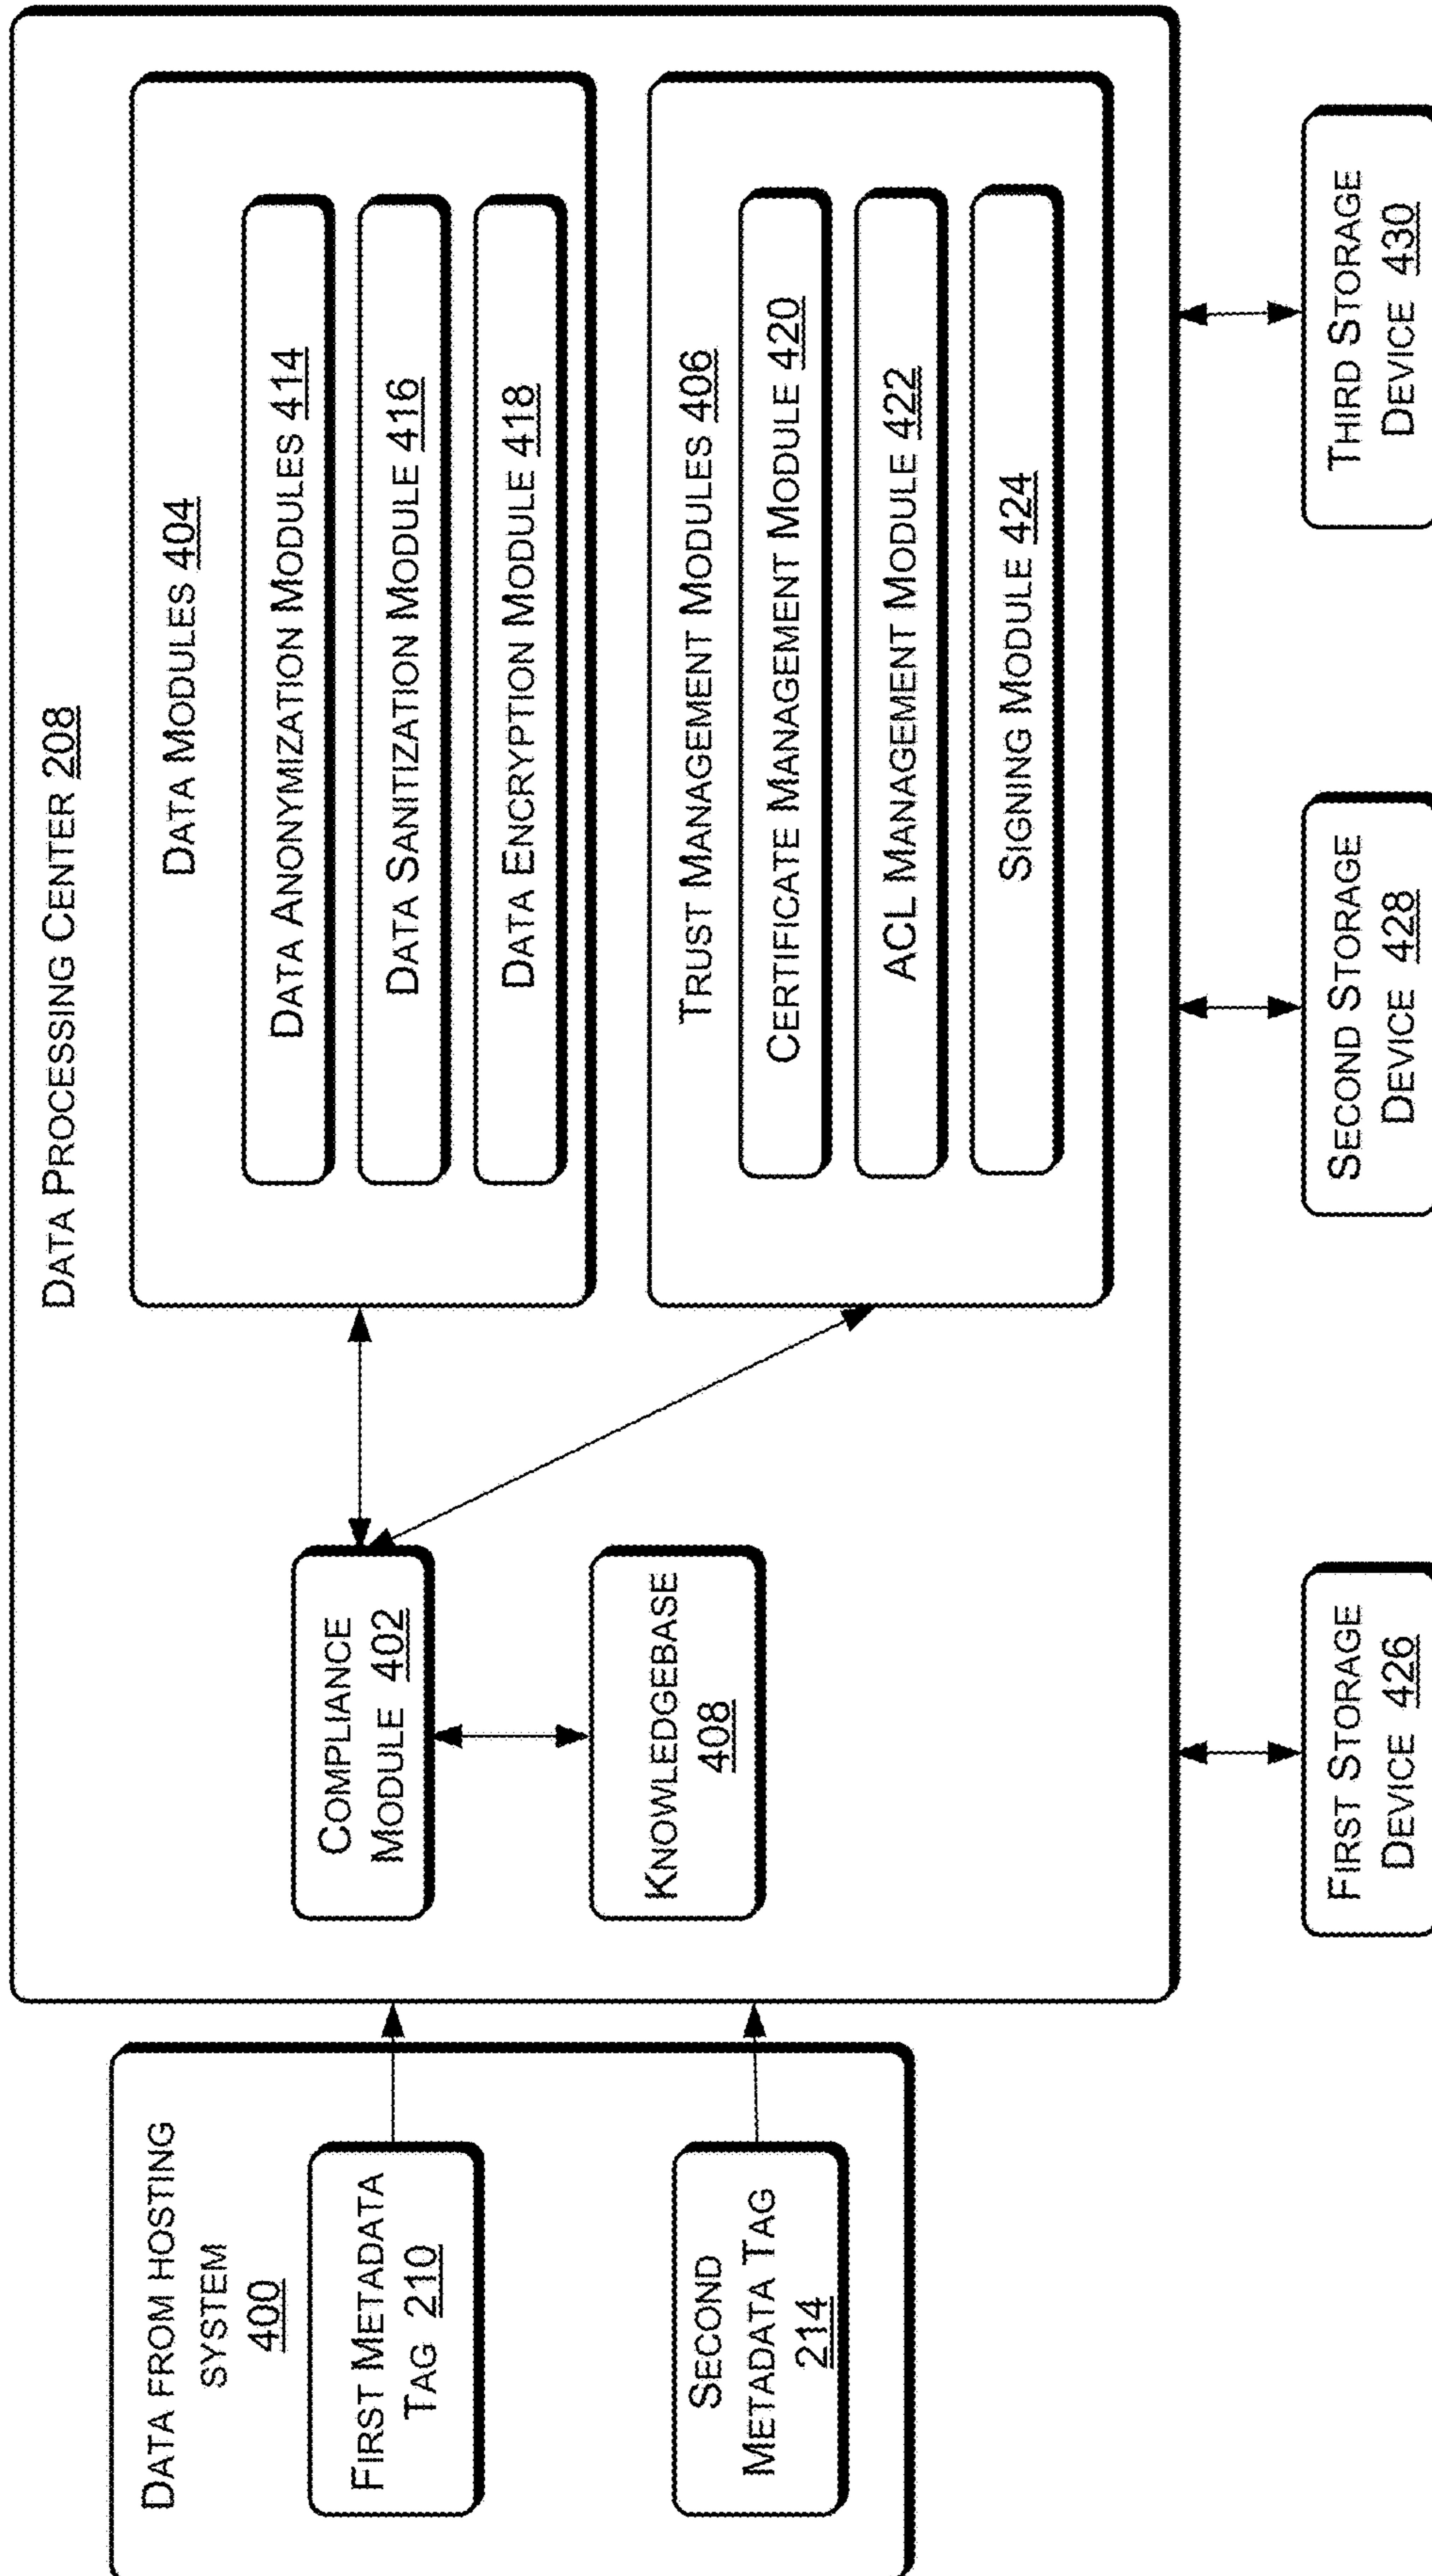 DATA PROCESSING CENTER 208
DATA FROM HOSTING
SYSTEM
400
FIRST METADATA
TAG 210
SECOND
METADATA TAG
214
COMPLIANCE
MODULE 402
KNOWLEDGEBASE
408
DATA MODULES 404
DATA ANONYMIZATION MODULES 414
DATA SANITIZATION MODULE 416
DATA ENCRYPTION MODULE 418
TRUST MANAGEMENT MODULES 406
CERTIFICATE MANAGEMENT MODULE 420
ACL MANAGEMENT MODULE 422
SIGNING MODULE 424
FIRST STORAGE
DEVICE 426
SECOND STORAGE
DEVICE 428
THIRD STORAGE
DEVICE 430